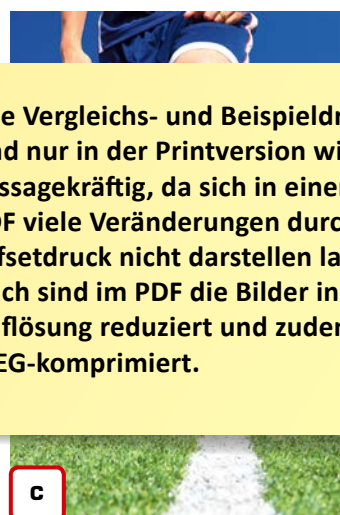 e Vergleichs- und Beispieldr
d nur in der Printversion wi
ssagekräftig, da sich in einer
DF viele Veränderungen durc
fsetdruck nicht darstellen la
ch sind im PDF die Bilder in
flösung reduziert und zuder
EG-komprimiert.
C